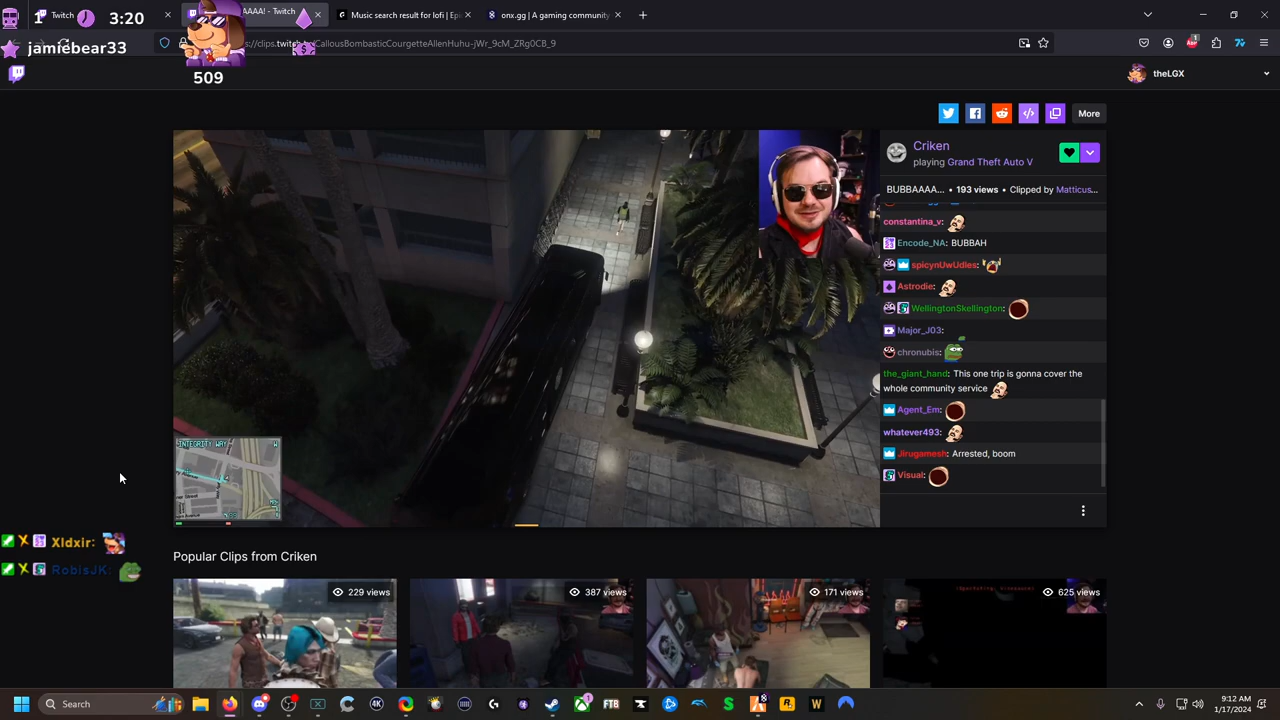 Twitch
3:20
AAAA! - Twitch
Music search result for lgx | Epi
onx.gg | A gaming community
jamiebear33
clips.twitch
/CallousBombasticCourgetteAllenHuhu-jWr_9cM_ZRg0CB_9
509
theLGX
More
Criken
playing Grand Theft Auto V
BUBBAAAA... • 193 views • Clipped by Matticus...
constantina_v:
Encode_NA: BUBBAH
spicynUwUdles:
Astrodie:
WellingtonSkellington:
Major_J03:
chronubis:
the_giant_hand: This one trip is gonna cover the
whole community service
Agent_Em:
whatever493:
Jirugamesh: Arrested, boom
Visual:
INTEGRITY WAY
Xldxir:
RobisJK:
Popular Clips from Criken
229 views
387 views
171 views
625 views
Search
FTB
9:12 AM
1/17/2024